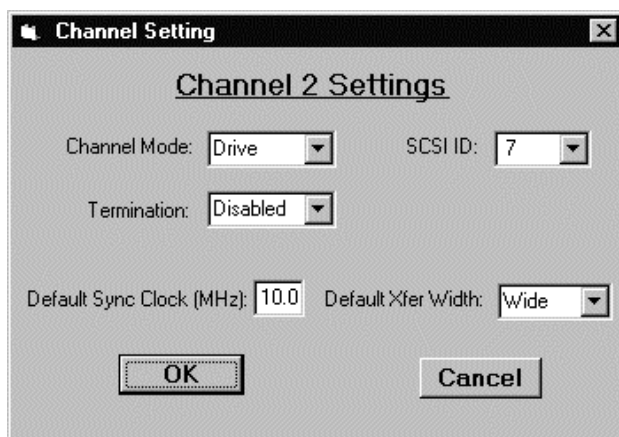 Channel Setting
Channel 2 Settings
Channel Mode: Drive SCSI ID: 7
Termination: Disabled
Default Sync Clock (MHz): 10.0 Default Xfer Width: Wide
OK Cancel